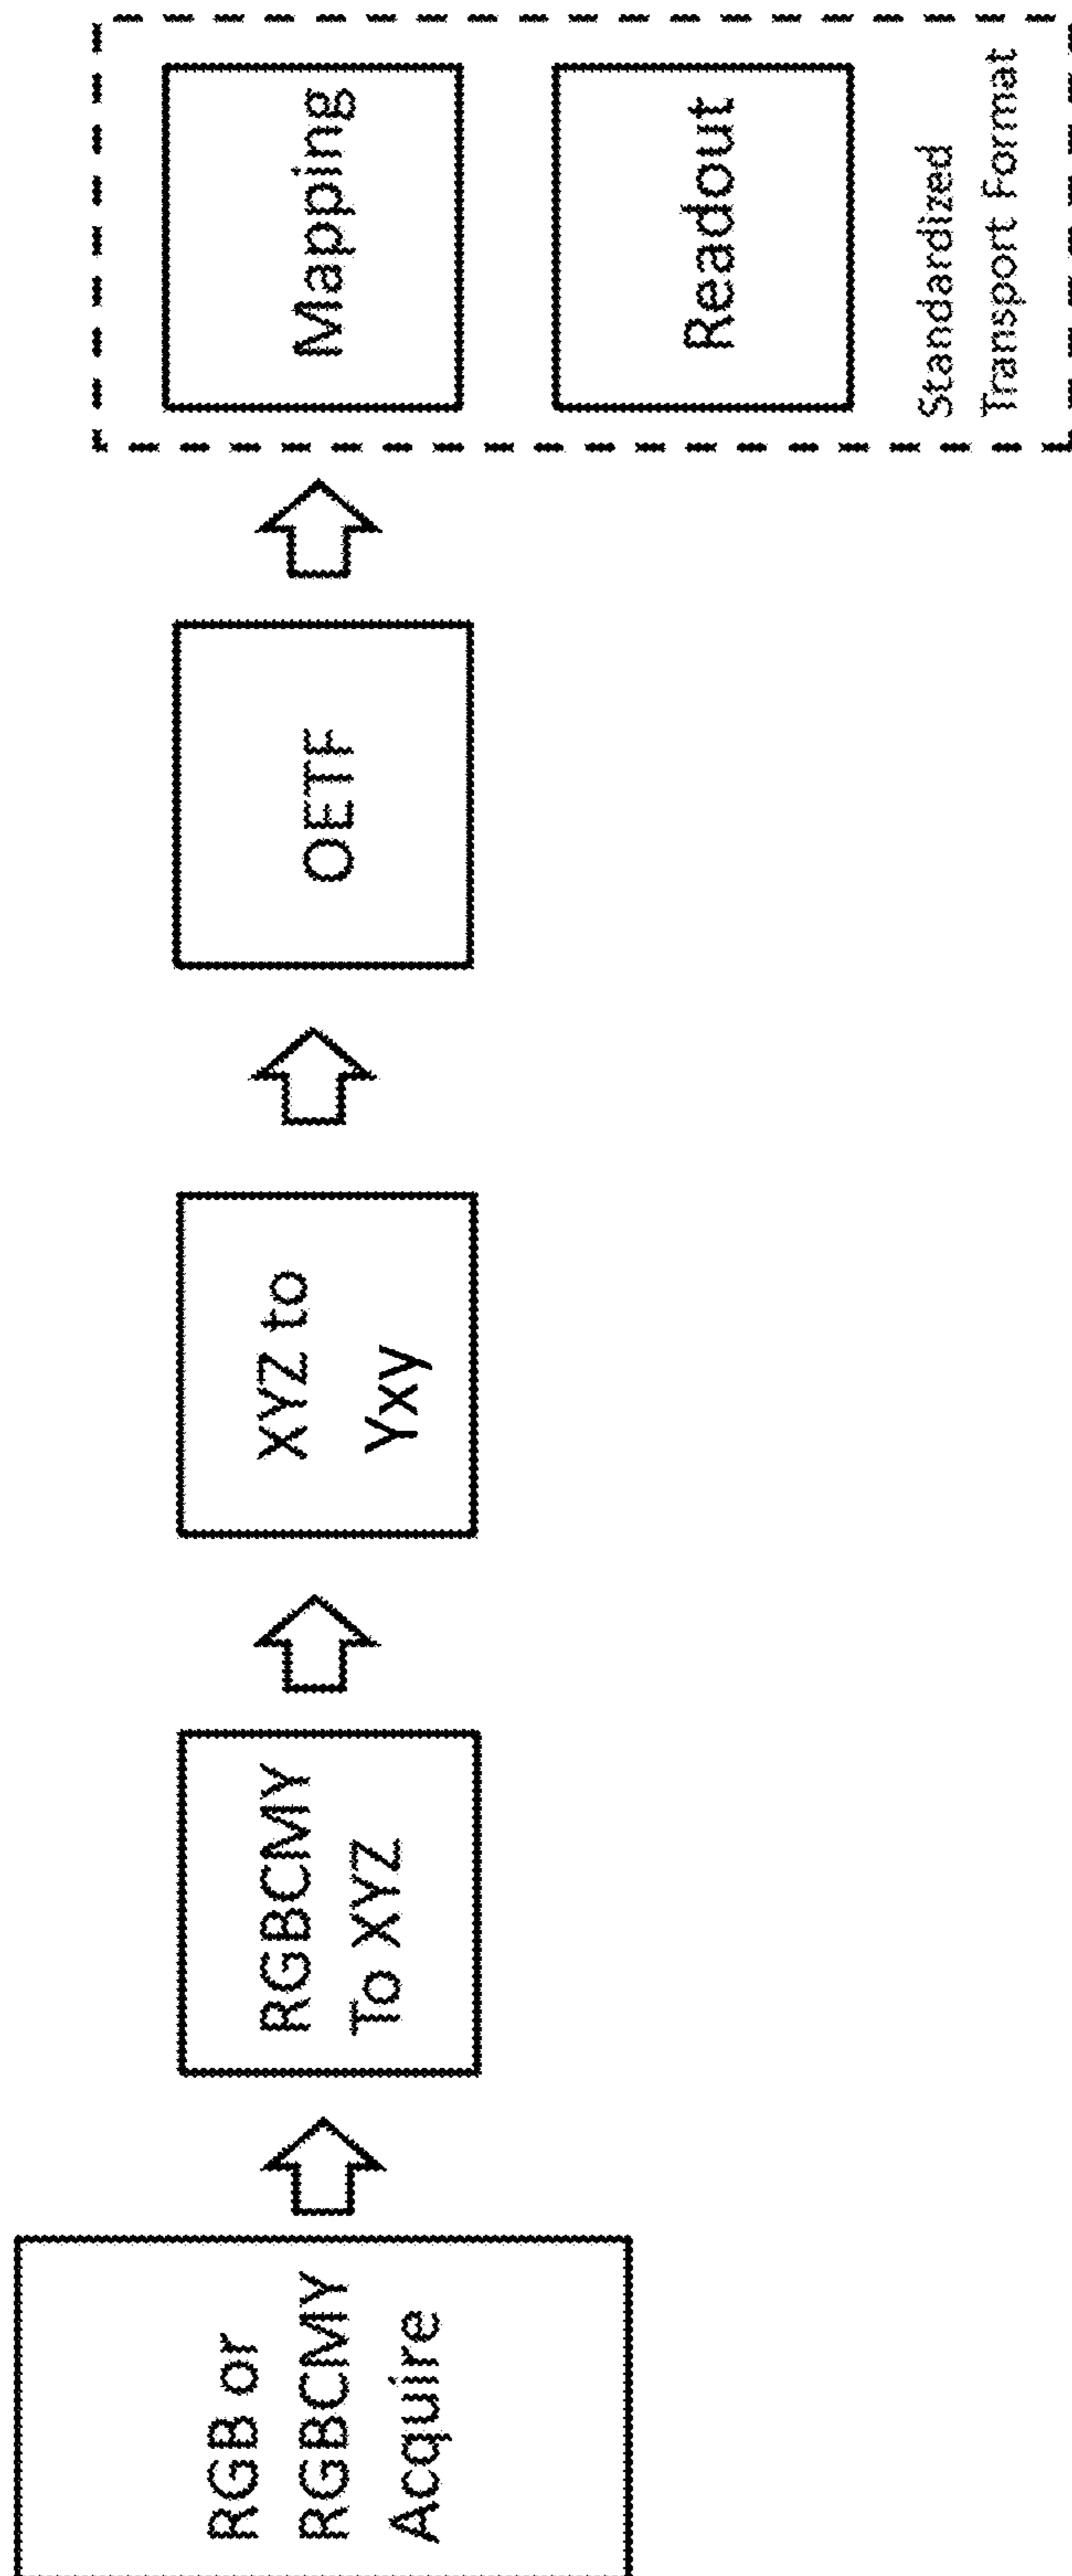 RGB or
RGBCMY
Acquire
RGBCMY
To XYZ
XYZ to
Yxy
OETF
Mapping
Readout
Standardized
Transport Format